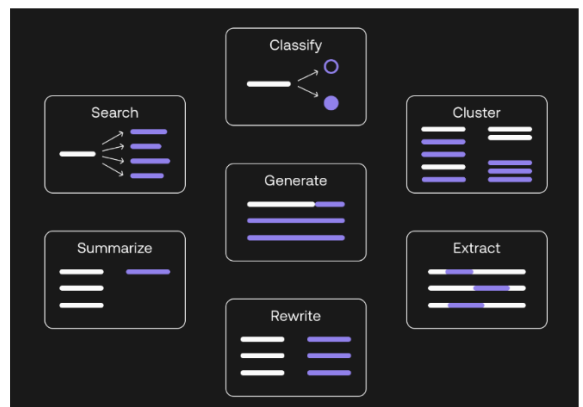 Classify
Search
Cluster
Generate
Summarize
Extract
Rewrite